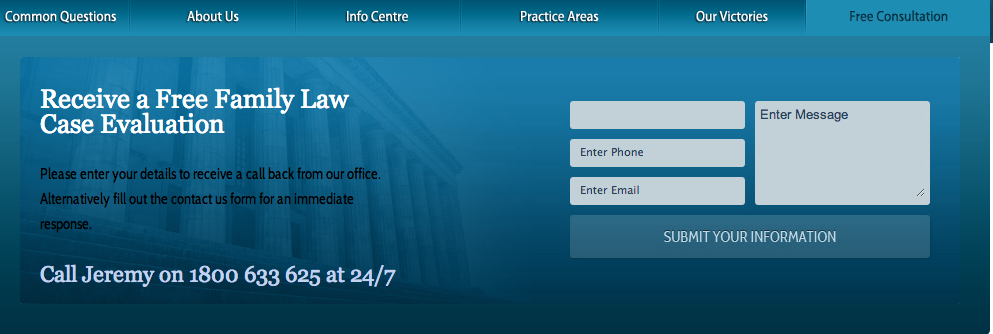 Common Questions
About Us
Info Centre
Practice Areas
Our Victories
Free Consultation
Receive a Free Family Law
Case Evaluation
Please enter your details to receive a call back from our office.
Alternatively fill out the contact us form for an immediate
response.
Call Jeremy on 1800 633 625 at 24/7
Enter Message
Enter Phone
Enter Email
SUBMIT YOUR INFORMATION